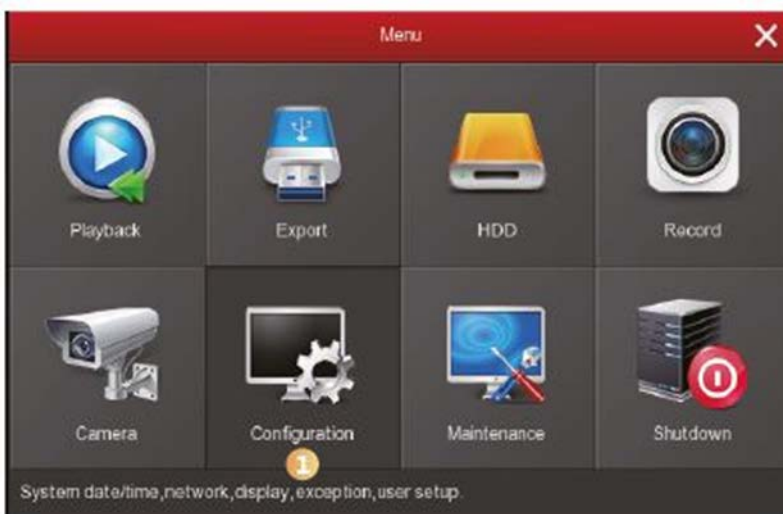 Menu
Playback
Export
HDD
Record
Camera
Configuration
Maintenance
Shutdown
1
System date/time,network,display,exception,user setup.